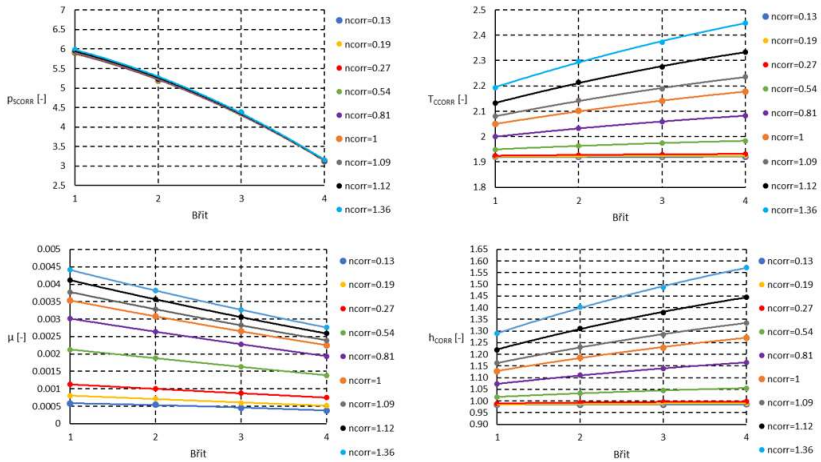 7
6.5
6
5.5
5
4.5
4
3.5
3
2.5
pSCORR [-]
1 2 3 4
Břit
ncorr=0.13
ncorr=0.19
ncorr=0.27
ncorr=0.54
ncorr=0.81
ncorr=1
ncorr=1.09
ncorr=1.12
ncorr=1.36
2.5
2.4
2.3
2.2
2.1
2
1.9
1.8
TCCORR [-]
1 2 3 4
Břit
ncorr=0.13
ncorr=0.19
ncorr=0.27
ncorr=0.54
ncorr=0.81
ncorr=1
ncorr=1.09
ncorr=1.12
ncorr=1.36
0.005
0.0045
0.004
0.0035
0.003
0.0025
0.002
0.0015
0.001
0.0005
0
μ [-]
1 2 3 4
Břit
ncorr=0.13
ncorr=0.19
ncorr=0.27
ncorr=0.54
ncorr=0.81
ncorr=1
ncorr=1.09
ncorr=1.12
ncorr=1.36
1.65
1.60
1.55
1.50
1.45
1.40
1.35
1.30
1.25
1.20
1.15
1.10
1.05
1.00
0.95
0.90
hCORR [-]
1 2 3 4
Břit
ncorr=0.13
ncorr=0.19
ncorr=0.27
ncorr=0.54
ncorr=0.81
ncorr=1
ncorr=1.09
ncorr=1.12
ncorr=1.36